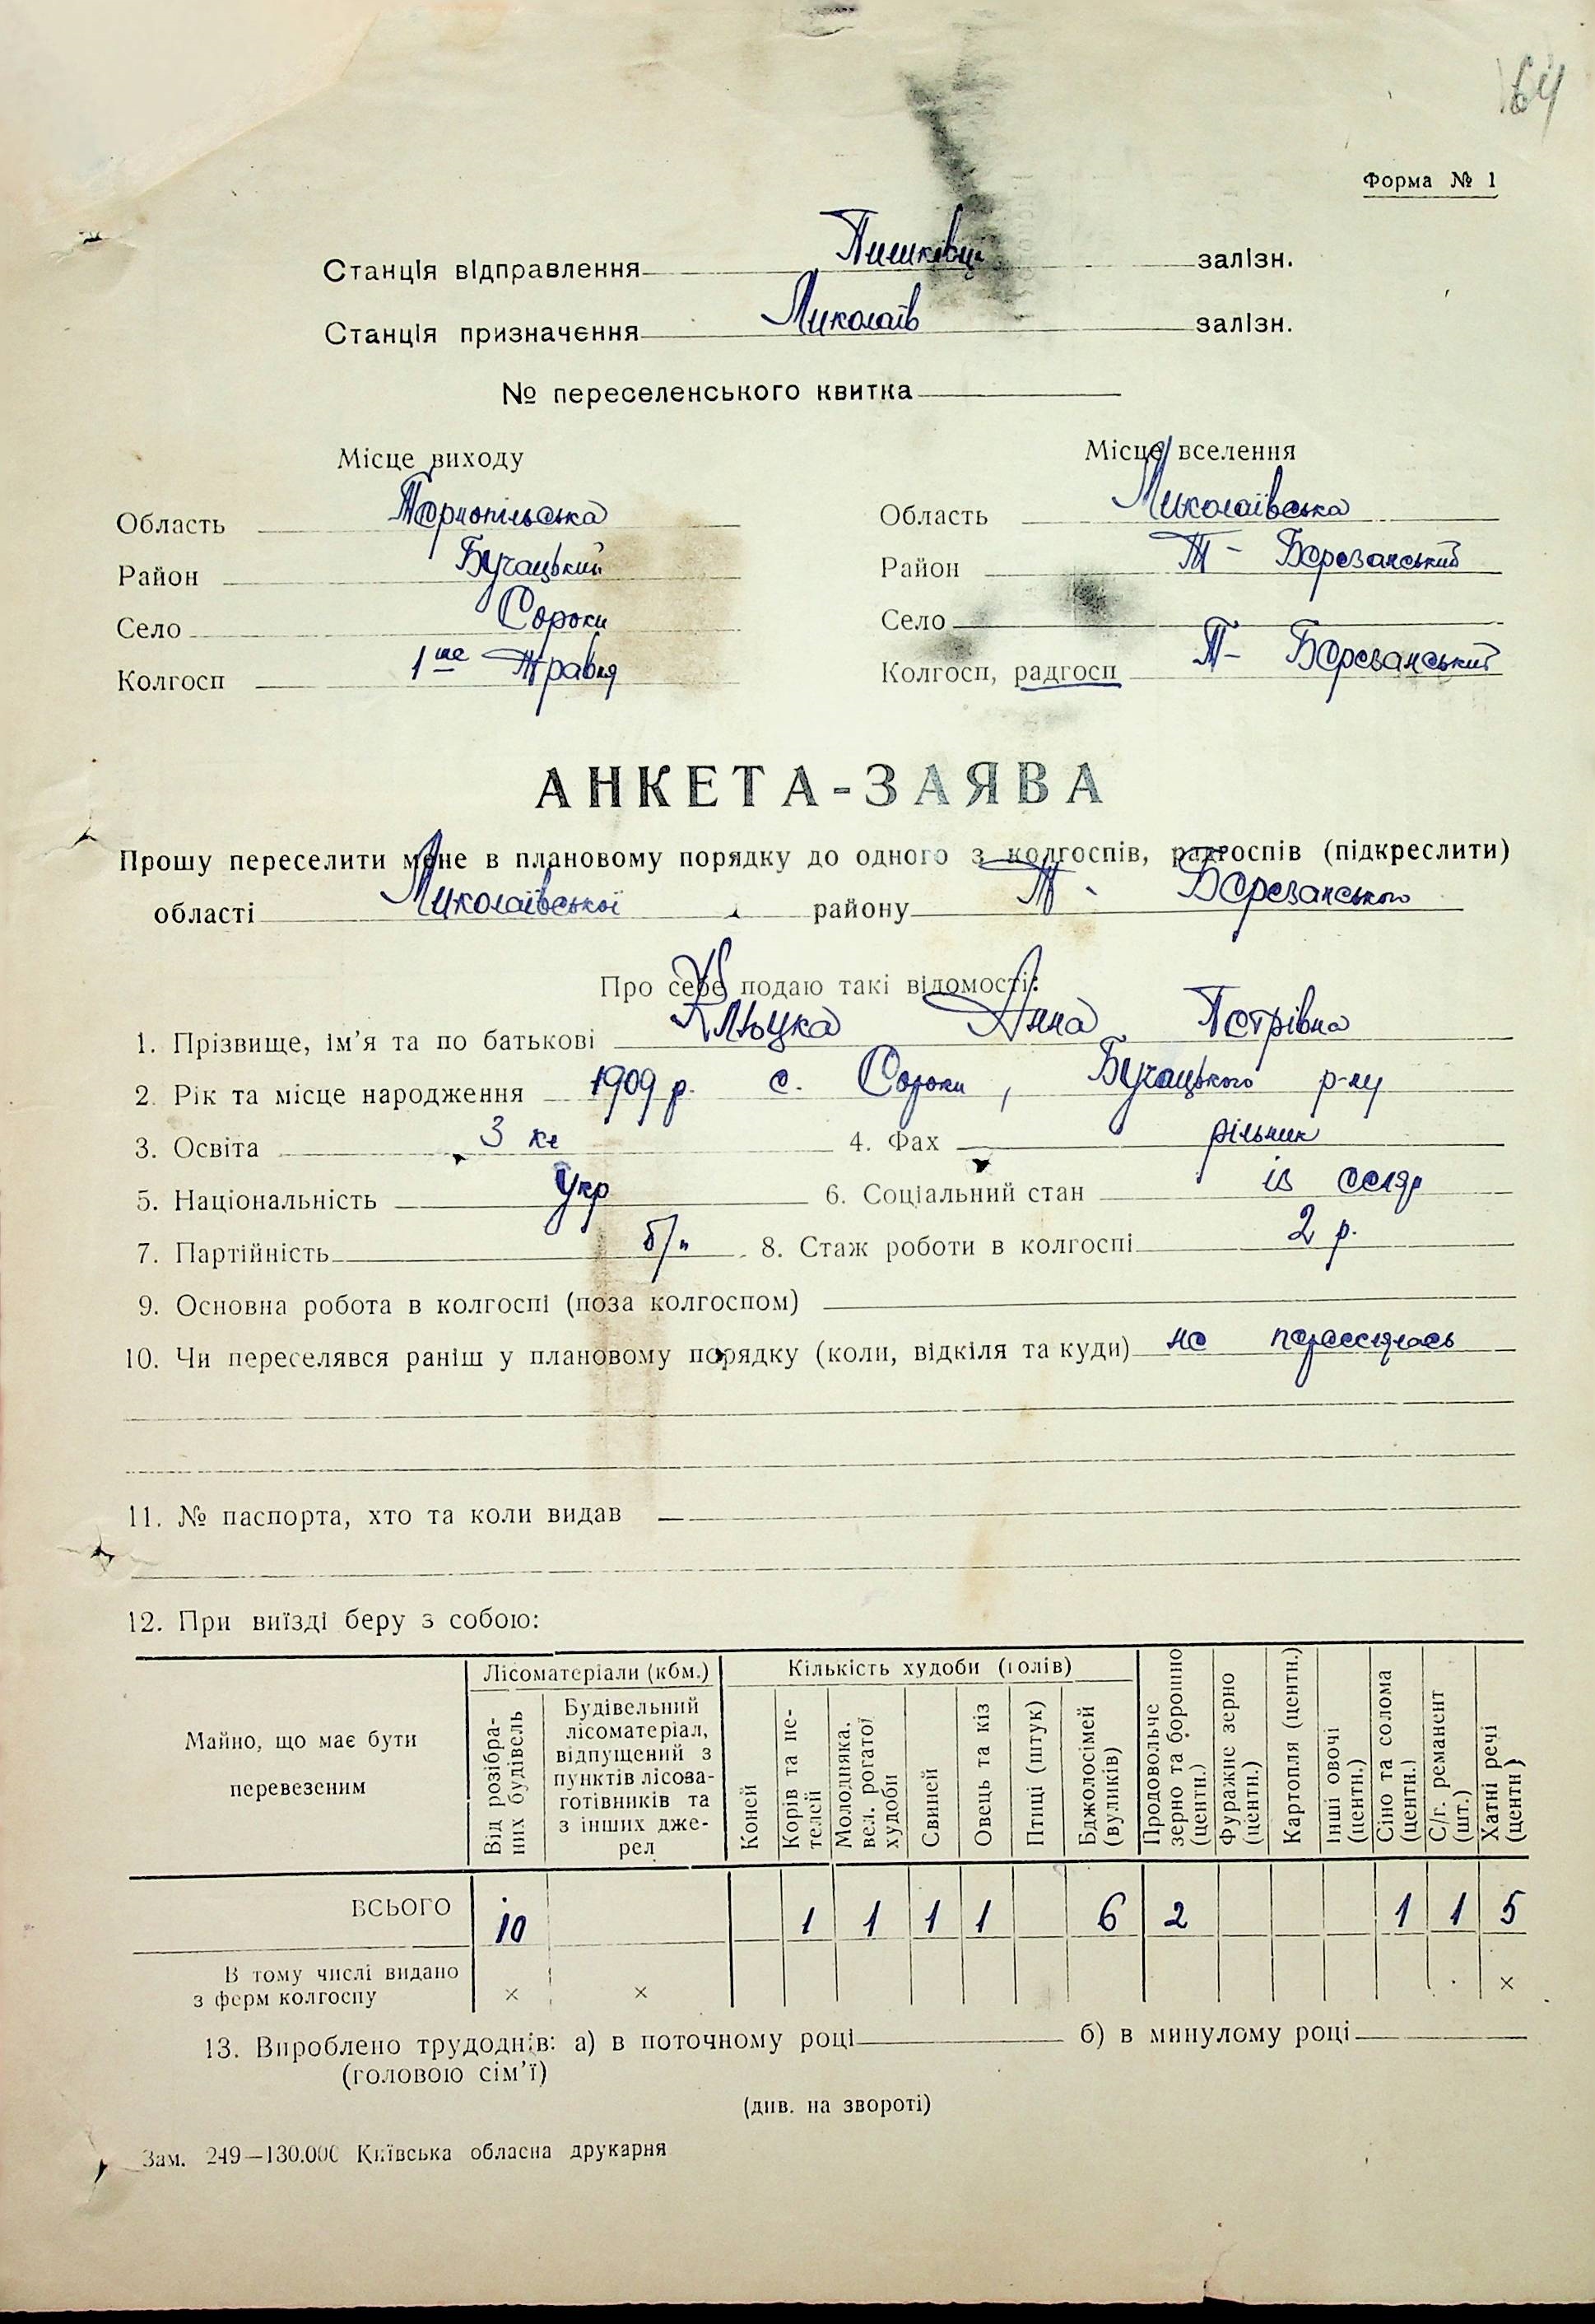 164
Форма № 1
Станція відправлення Пишківці залізн.
Станція призначення Миколаїв залізн.
№ переселенського квитка
Місце виходу
Місце вселення
Область Тернопільська
Область Миколаївська
Район Бучацький
Район Т- Березанський
Село Сороки
Село
Колгосп 1ше Травня
Колгосп, радгосп Т- Березанський
АНКЕТА-ЗАЯВА
Прошу переселити мене в плановому порядку до одного з колгоспів, радгоспів (підкреслити)
області Миколаївської району Т- Березанського
Про себе подаю такі відомості:
1. Прізвище, ім’я та по батькові Клюцка Анна Петрівна
2. Рік та місце народження 1909 р. с. Сороки, Бучацького р-ну
3. Освіта 3 кл 4. Фах рільник
5. Національність Укр 6. Соціальний стан із селяр
7. Партійність б/п 8. Стаж роботи в колгоспі 2 р.
9. Основна робота в колгоспі (поза колгоспом)
10. Чи переселявся раніш у плановому порядку (коли, відкіля та куди) не переселялась
11. № паспорта, хто та коли видав
12. При виїзді беру з собою:
Майно, що має бути
перевезеним
Лісоматеріали (кбм.)
Від розібра-
них будівель
Будівельний
лісоматеріал,
відпущений з
пунктів лісоза-
готівників та
з інших дже-
рел
Кількість худоби (голів)
Коней
Корів та не-
телей
Молодняка,
вел. рогатої
худоби
Свиней
Овець та кіз
Птиці (штук)
Бджолосімей
(вуликів)
Продовольче
зерно та борошно
(центн.)
Фуражне зерно
(центн.)
Картопля (центн.)
Інші овочі
(центн.)
Сіно та солома
(центн.)
С/г. реманент
(шт.)
Хатні речі
(центн)
ВСЬОГО 10 1 1 1 1 6 2 1 1 5
В тому числі видано
з ферм колгоспу × × ×
13. Вироблено трудоднів: а) в поточному році б) в минулому році
(головою сім’ї)
(див. на звороті)
Зам. 249—130.000 Київська обласна друкарня